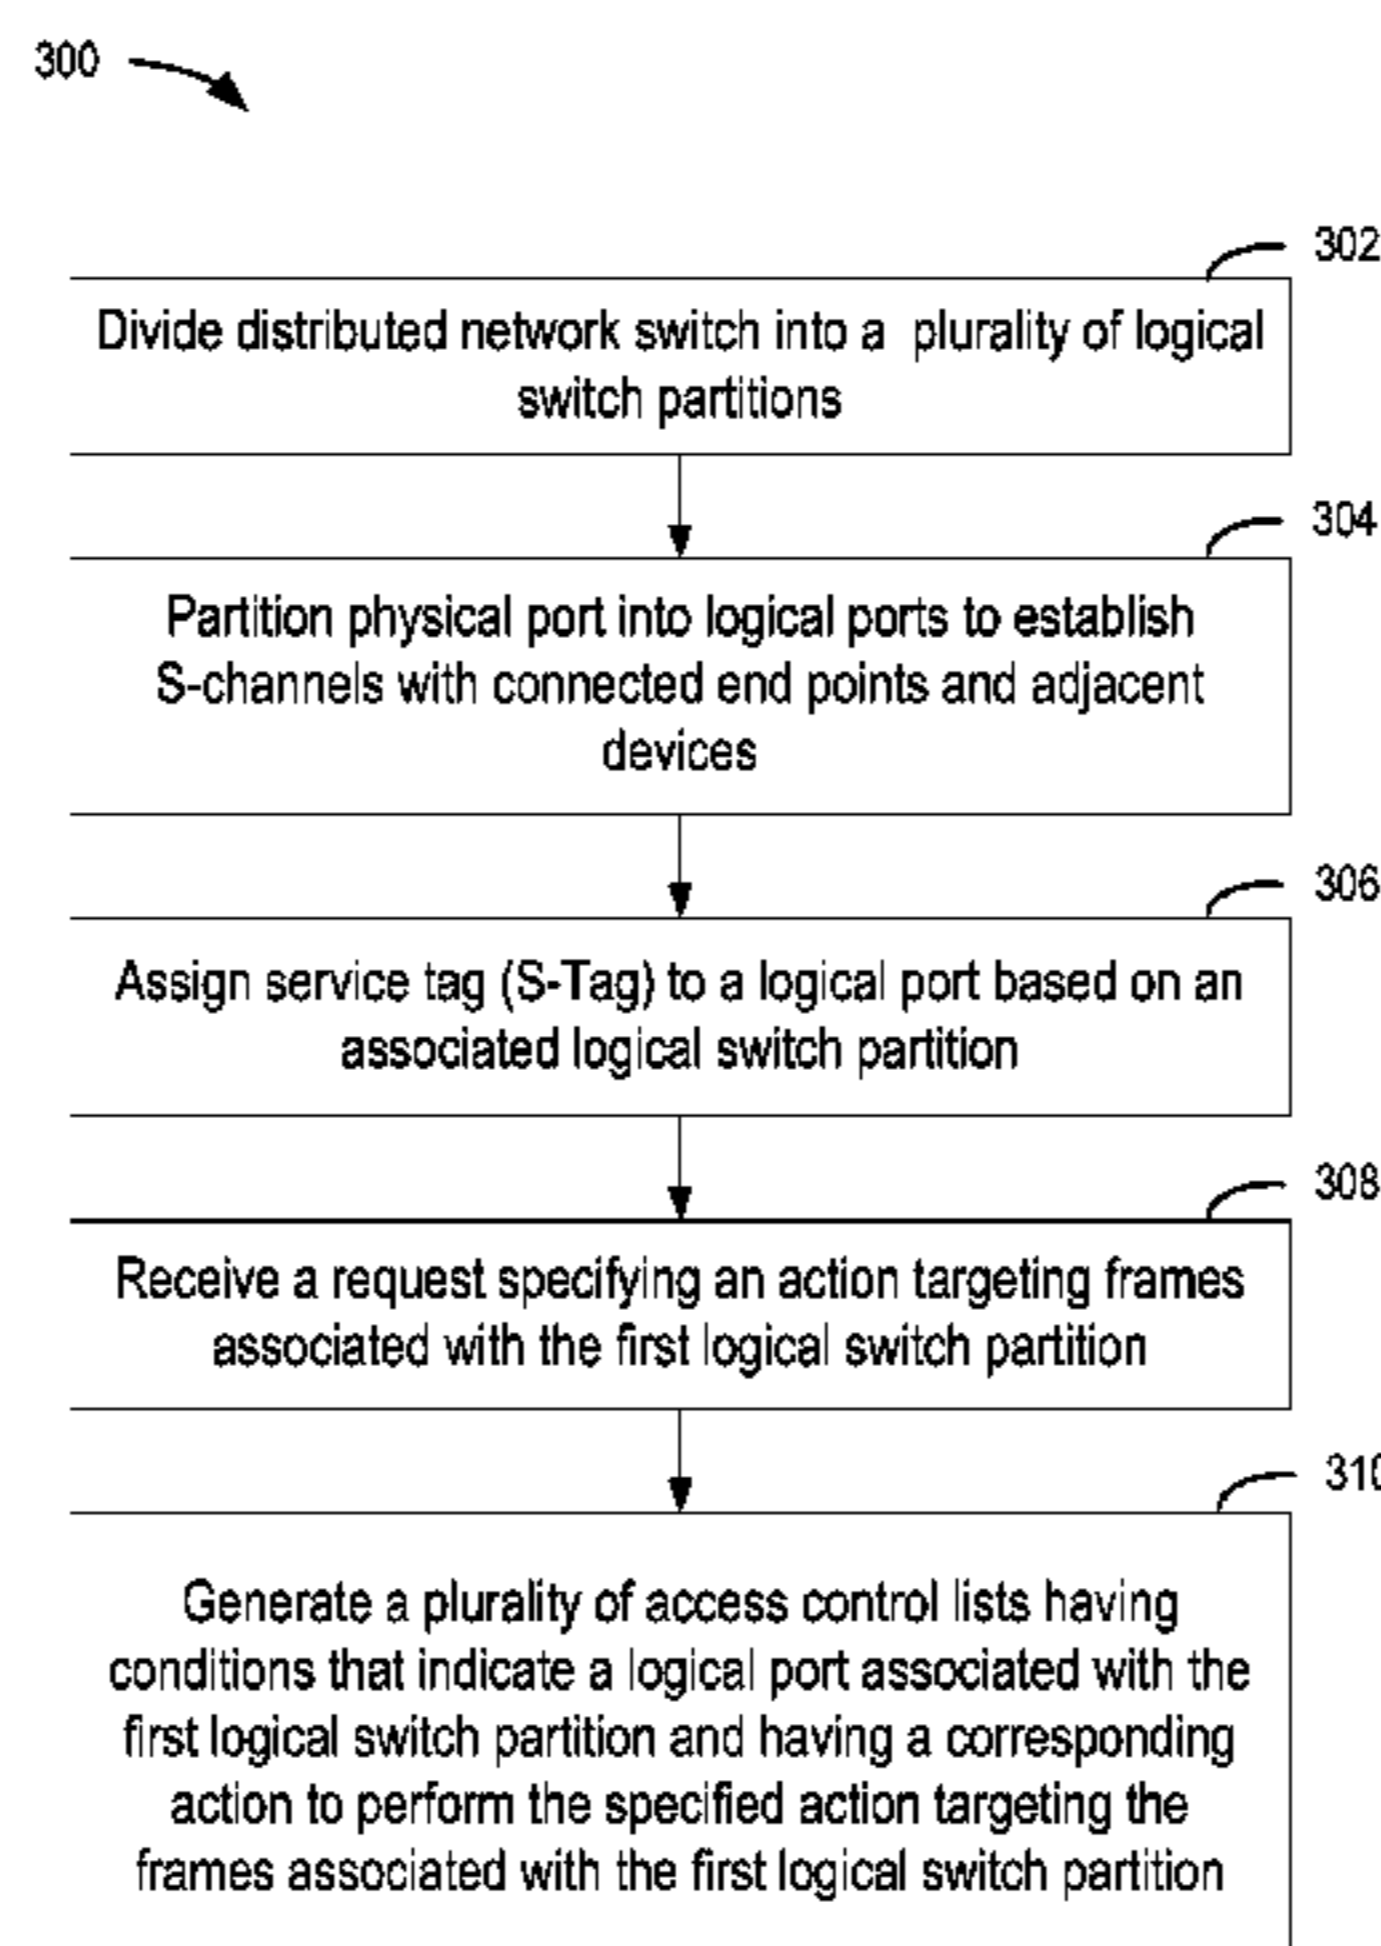 300
302
Divide distributed network switch into a plurality of logical
switch partitions
304
Partition physical port into logical ports to establish
S-channels with connected end points and adjacent
devices
306
Assign service tag (S-Tag) to a logical port based on an
associated logical switch partition
308
Receive a request specifying an action targeting frames
associated with the first logical switch partition
310
Generate a plurality of access control lists having
conditions that indicate a logical port associated with the
first logical switch partition and having a corresponding
action to perform the specified action targeting the
frames associated with the first logical switch partition